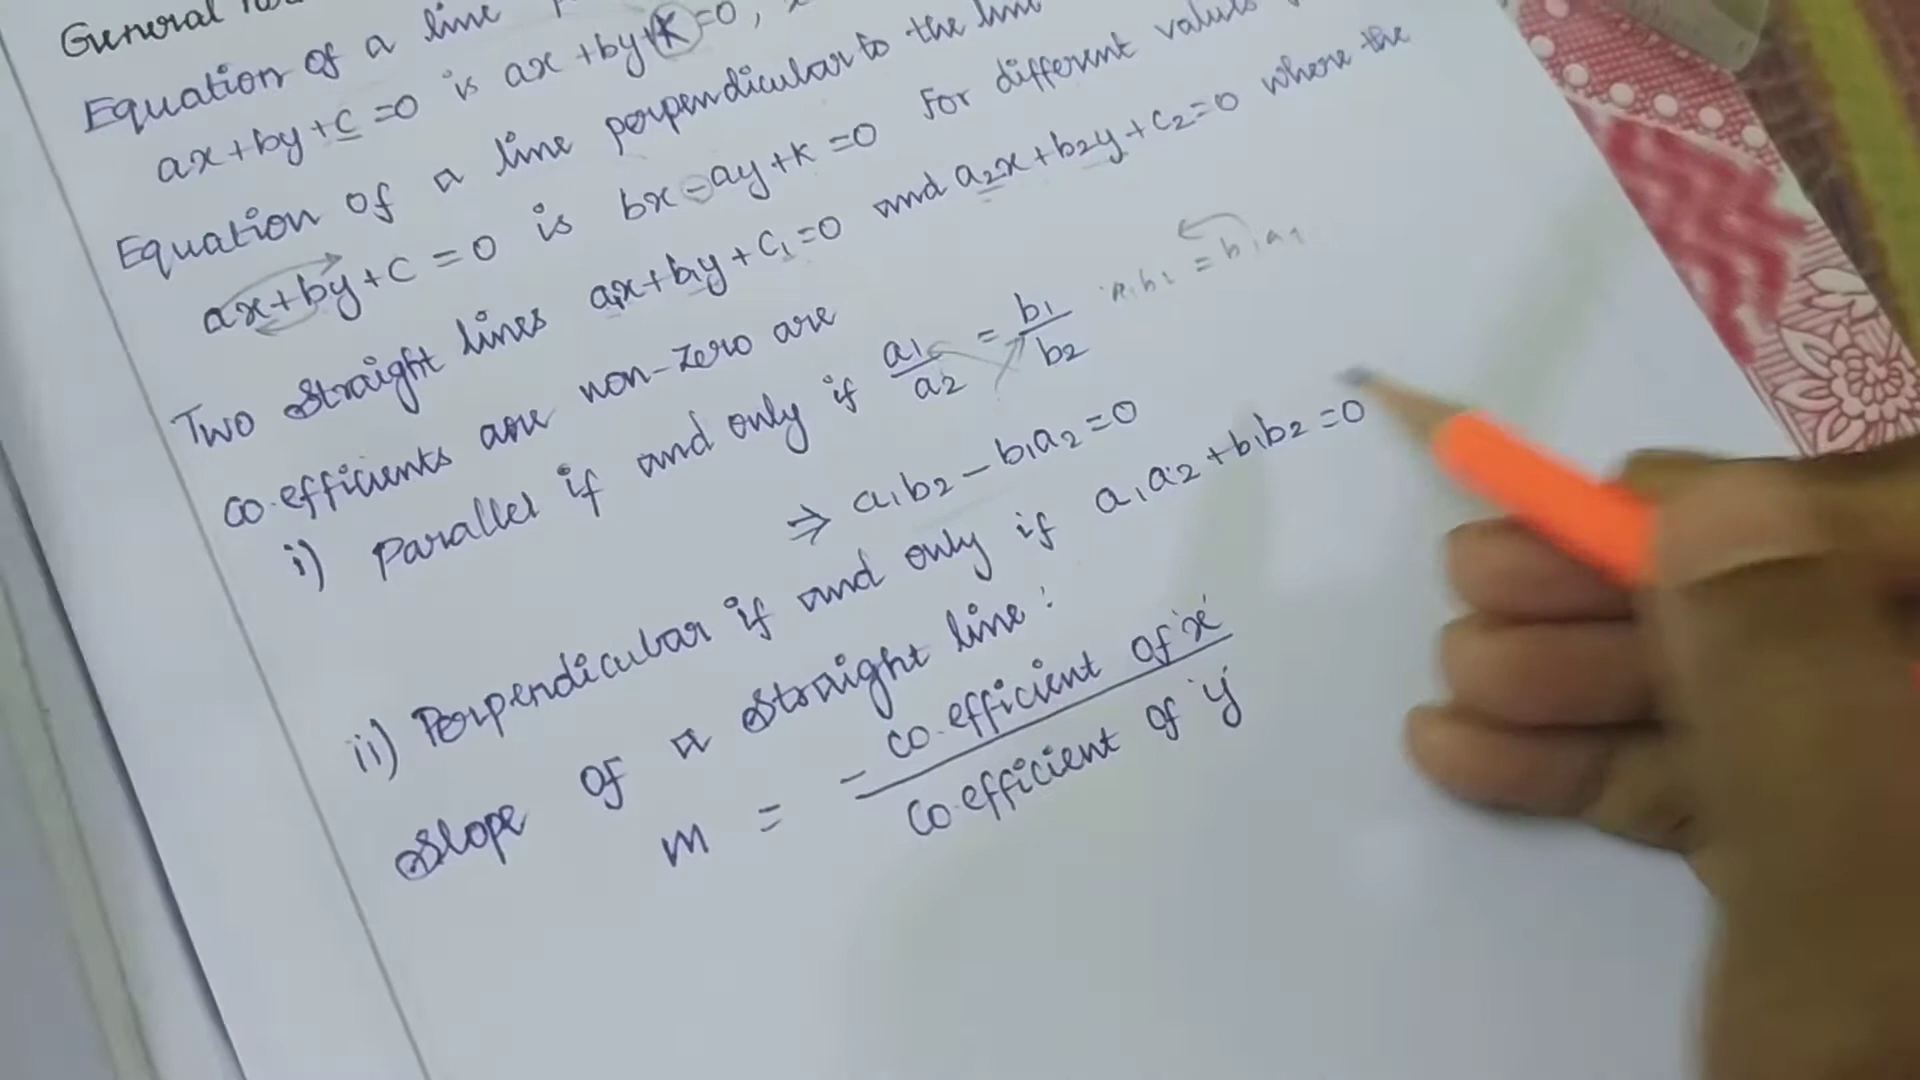 General
Equation of a line
ax+by+c=0 is ax+by+k=0,
Equation of a line perpendicular to the line
ax+by+c=0 is bx-ay+k=0 For different values
Two straight lines a₁x+b₁y+c₁=0 and a₂x+b₂y+c₂=0 where the
co.efficients are non-zero are
i) parallel if and only if a₁/a₂ = b₁/b₂ a₁b₂ = b₁a₂
⇒ a₁b₂ - b₁a₂ = 0
ii) Perpendicular if and only if a₁a₂+b₁b₂=0
Slope of a straight line:
m = - co.efficient of 'x' / co.efficient of 'y'